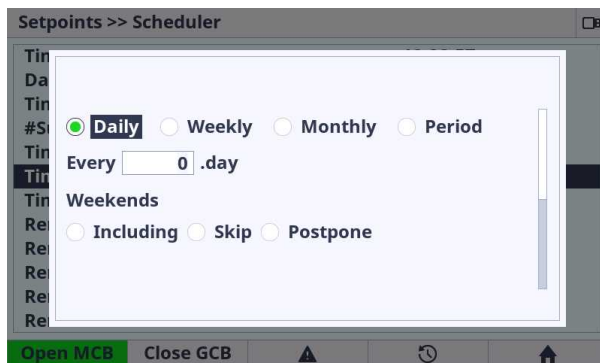 Setpoints >> Scheduler
Daily Weekly Monthly Period
Every 0 .day
Weekends
Including Skip Postpone
Open MCB Close GCB